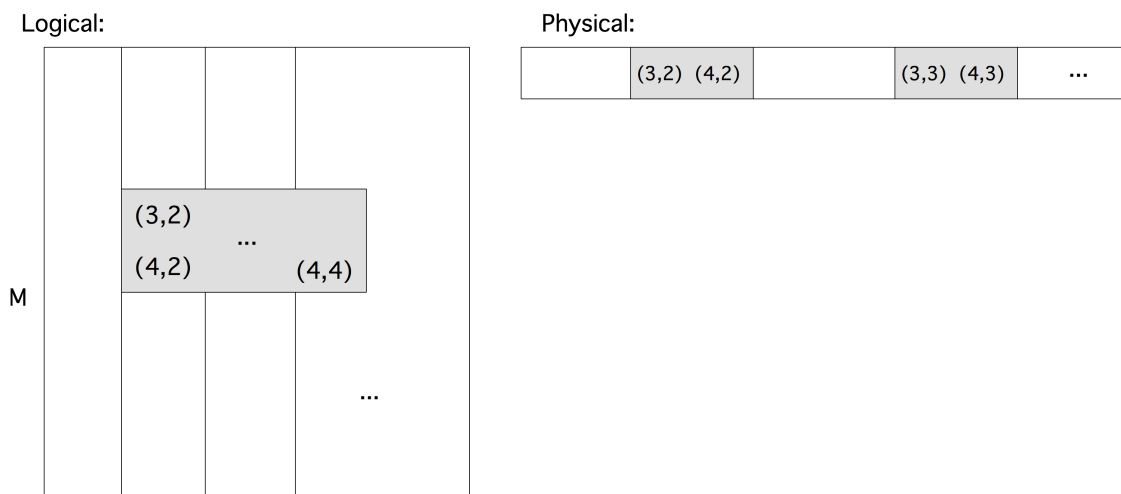 Logical:
Physical:
(3,2) (4,2)
(3,3) (4,3)
...
(3,2)
...
(4,2)
(4,4)
M
...